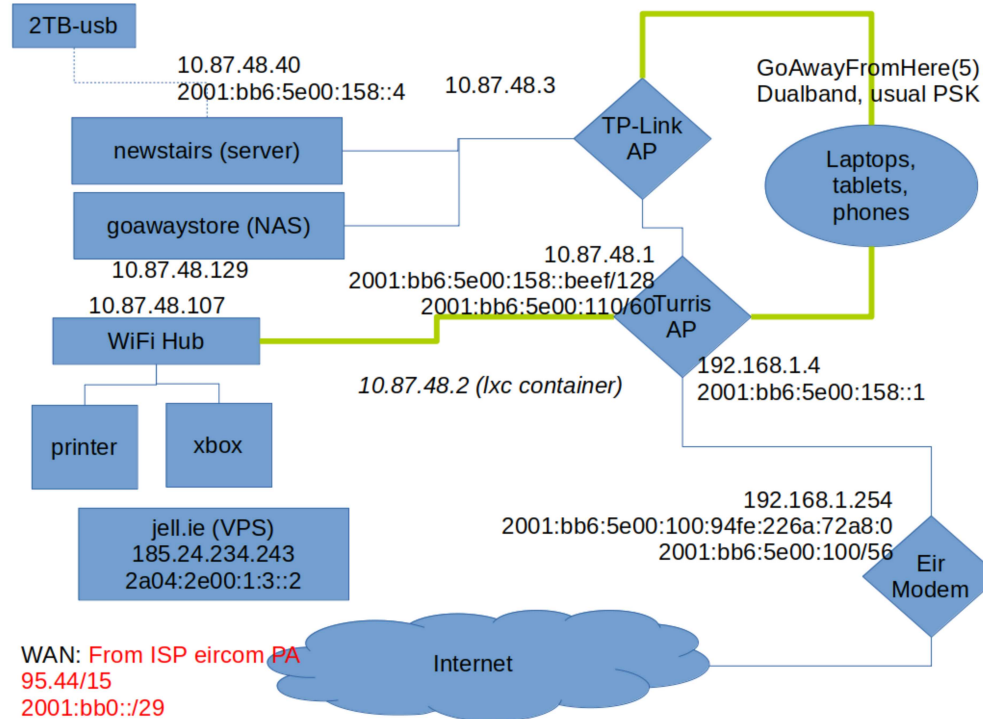 2TB-usb
10.87.48.40
2001:bb6:5e00:158::4
10.87.48.3
GoAwayFromHere(5)
Dualband, usual PSK
newstairs (server)
TP-Link
AP
Laptops,
tablets,
phones
goawaystore (NAS)
10.87.48.129
10.87.48.1
2001:bb6:5e00:158::beef/128
2001:bb6:5e00:110/60
Turris
AP
10.87.48.107
WiFi Hub
10.87.48.2 (lxc container)
192.168.1.4
2001:bb6:5e00:158::1
printer
xbox
192.168.1.254
2001:bb6:5e00:100:94fe:226a:72a8:0
2001:bb6:5e00:100/56
Eir
Modem
jell.ie (VPS)
185.24.234.243
2a04:2e00:1:3::2
Internet
WAN: From ISP eircom PA
95.44/15
2001:bb0::/29